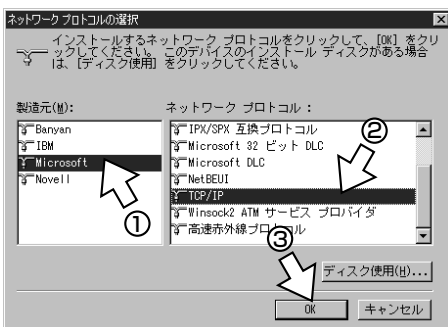 ネットワーク プロトコルの選択
インストールするネットワーク プロトコルをクリックして、[OK] をクリ
ックしてください。このデバイスのインストール ディスクがある場合
は、[ディスク使用] をクリックしてください。
製造元(M):
ネットワーク プロトコル :
Banyan
IBM
Microsoft
Novell
IPX/SPX 互換プロトコル
Microsoft 32 ビット DLC
Microsoft DLC
NetBEUI
TCP/IP
Winsock2 ATM サービス プロバイダ
高速赤外線プロトコル
①
②
③
ディスク使用(H)...
OK
キャンセル